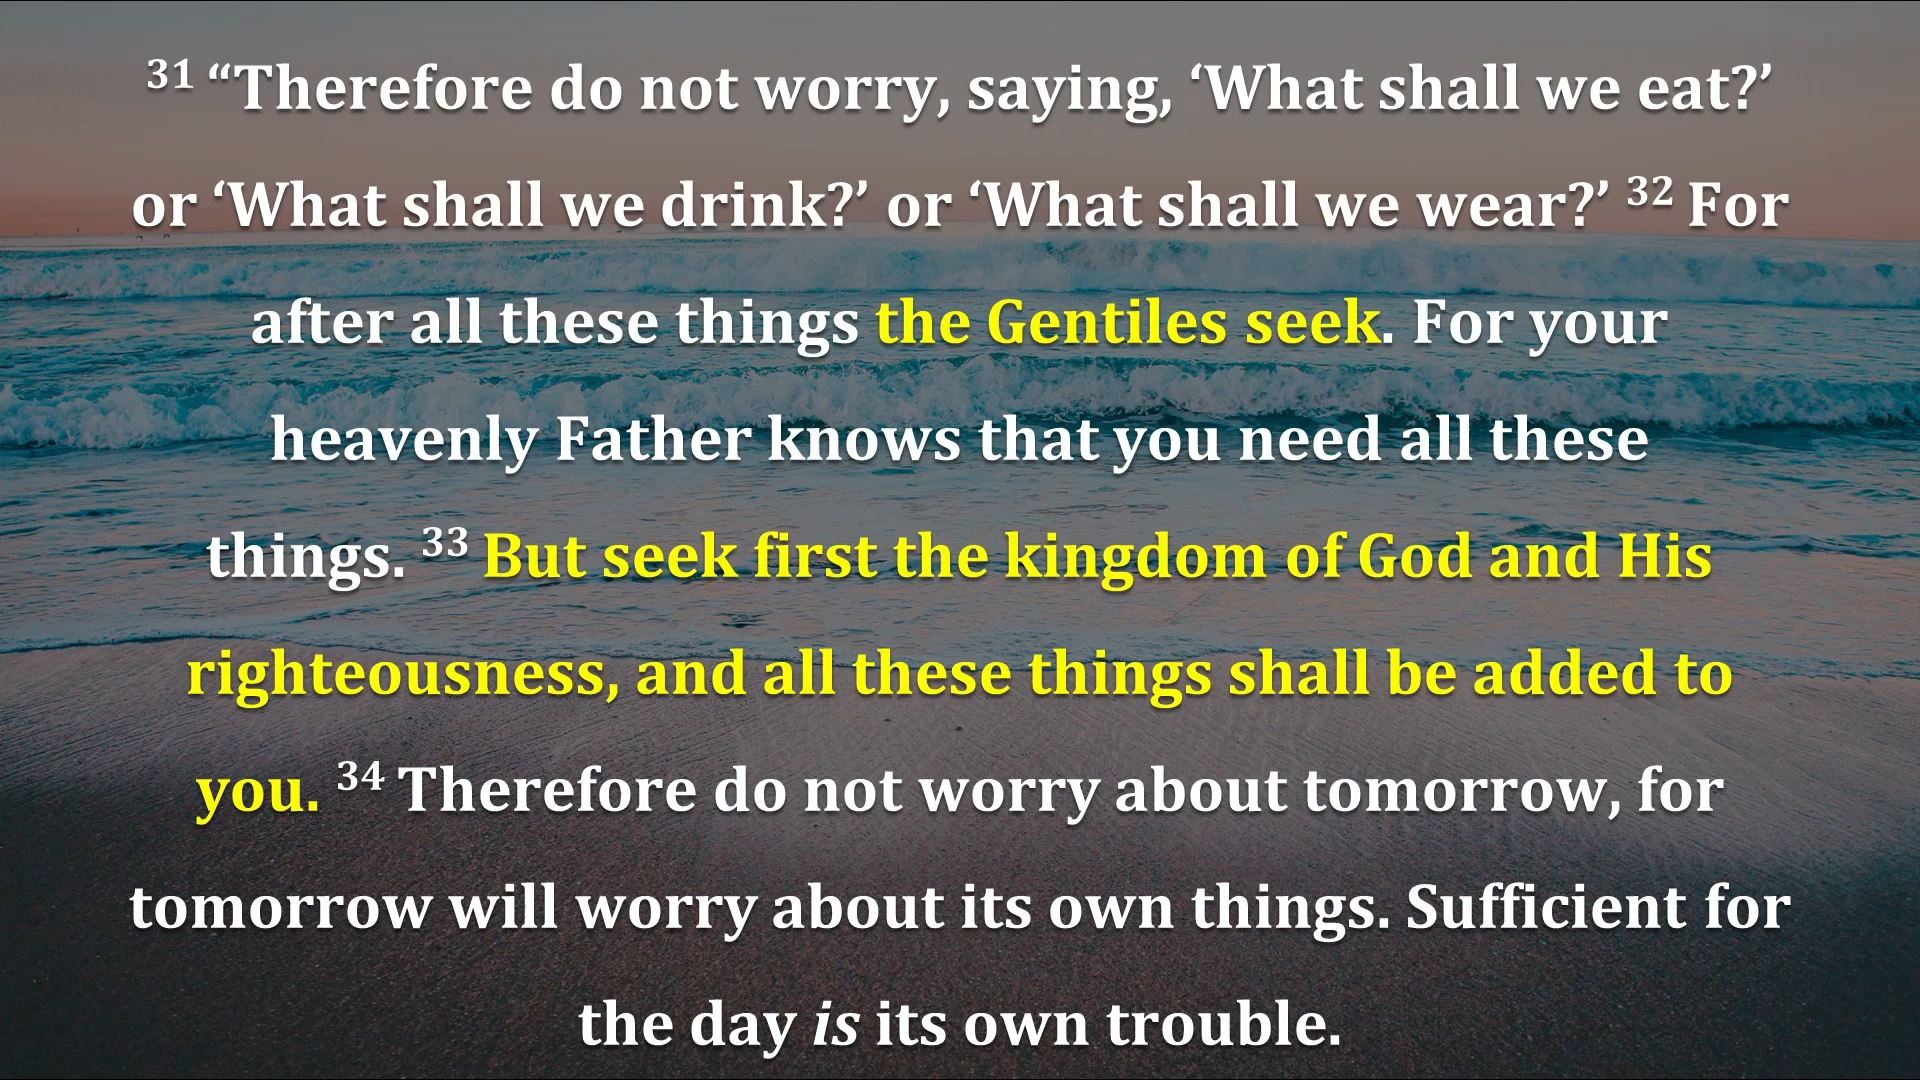 31 “Therefore do not worry, saying, ‘What shall we eat?’
or ‘What shall we drink?’ or ‘What shall we wear?’ 32 For
after all these things the Gentiles seek. For your
heavenly Father knows that you need all these
things. 33 But seek first the kingdom of God and His
righteousness, and all these things shall be added to
you. 34 Therefore do not worry about tomorrow, for
tomorrow will worry about its own things. Sufficient for
the day is its own trouble.